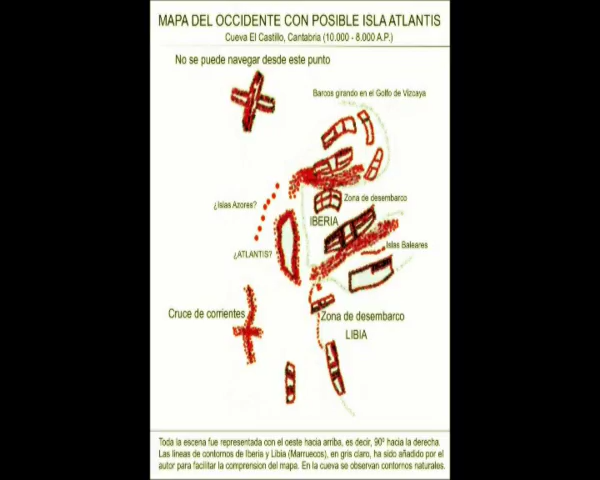 MAPA DEL OCCIDENTE CON POSIBLE ISLA ATLANTIS
Cueva El Castillo, Cantabria (10.000 - 8.000 A.P.)
No se puede navegar desde este punto
Barcos girando en el Golfo de Vizcaya
¿Islas Azores?
Zona de desembarco
IBERIA
¿ATLANTIS?
Islas Baleares
Cruce de corrientes
Zona de desembarco
LIBIA
Toda la escena fue representada con el oeste hacia arriba, es decir, 90º hacia la derecha.
Las líneas de contornos de Iberia y Libia (Marruecos), en gris claro, ha sido añadido por el
autor para facilitar la comprension del mapa. En la cueva se observan contornos naturales.